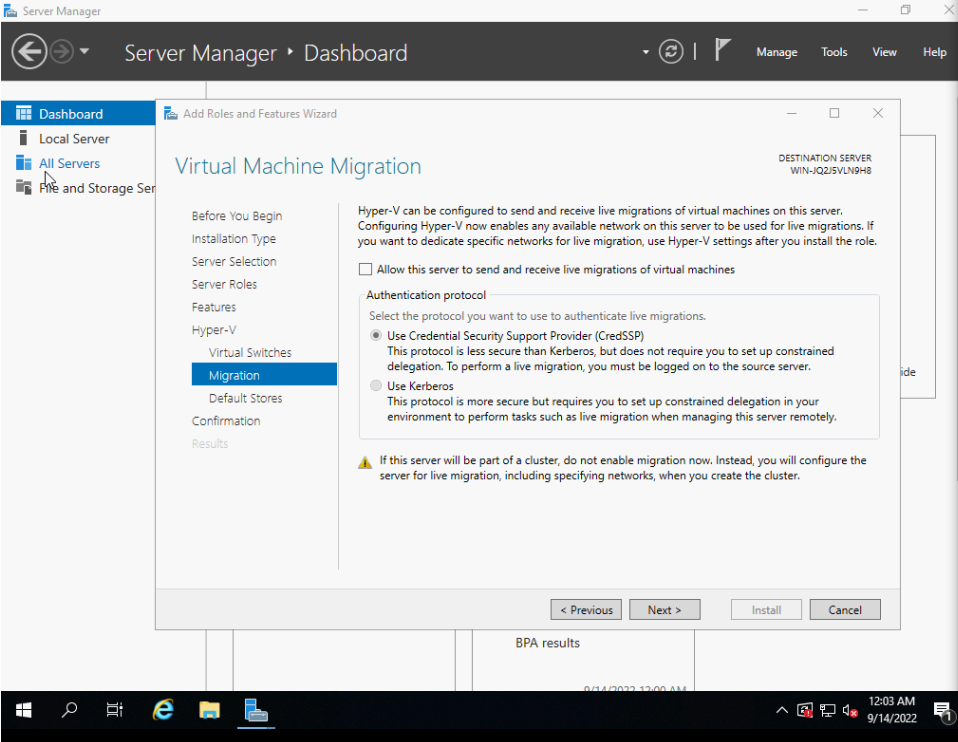 Server Manager
Server Manager • Dashboard
Manage Tools View Help
Dashboard
Local Server
All Servers
File and Storage Ser
Add Roles and Features Wizard
Virtual Machine Migration
DESTINATION SERVER
WIN-JQ2J5VLN9H8
Before You Begin
Installation Type
Server Selection
Server Roles
Features
Hyper-V
Virtual Switches
Migration
Default Stores
Confirmation
Results
Hyper-V can be configured to send and receive live migrations of virtual machines on this server.
Configuring Hyper-V now enables any available network on this server to be used for live migrations. If
you want to dedicate specific networks for live migration, use Hyper-V settings after you install the role.
Allow this server to send and receive live migrations of virtual machines
Authentication protocol
Select the protocol you want to use to authenticate live migrations.
Use Credential Security Support Provider (CredSSP)
This protocol is less secure than Kerberos, but does not require you to set up constrained
delegation. To perform a live migration, you must be logged on to the source server.
Use Kerberos
This protocol is more secure but requires you to set up constrained delegation in your
environment to perform tasks such as live migration when managing this server remotely.
If this server will be part of a cluster, do not enable migration now. Instead, you will configure the
server for live migration, including specifying networks, when you create the cluster.
ide
< Previous
Next >
Install
Cancel
BPA results
9/14/2022 12:00 AM
12:03 AM
9/14/2022
1